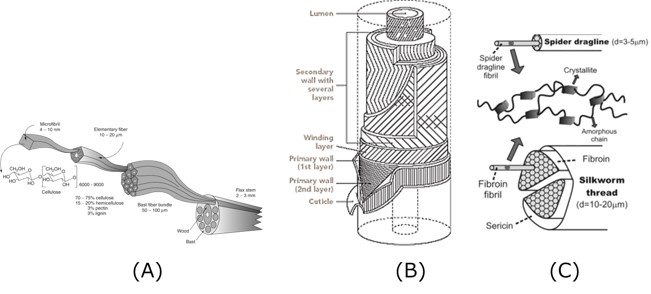 Microfibril
4 – 10 nm
Elementary fiber
10 – 20 μm
Cellulose
6000 - 9000
70 – 75% cellulose
15 – 20% hemicellulose
3% pectin
3% lignin
Bast fiber bundle
50 – 100 μm
Flax stem
2 – 3 mm
Wood
Bast
(A)
Lumen
Secondary
wall with
several
layers
Winding
layer
Primary wall
(1st layer)
Primary wall
(2nd layer)
Cuticle
(B)
Spider dragline (d=3-5μm)
Spider
dragline
fibril
Crystallite
Amorphous
chain
Fibroin
Fibroin
fibril
Silkworm
thread
(d=10-20μm)
Sericin
(C)